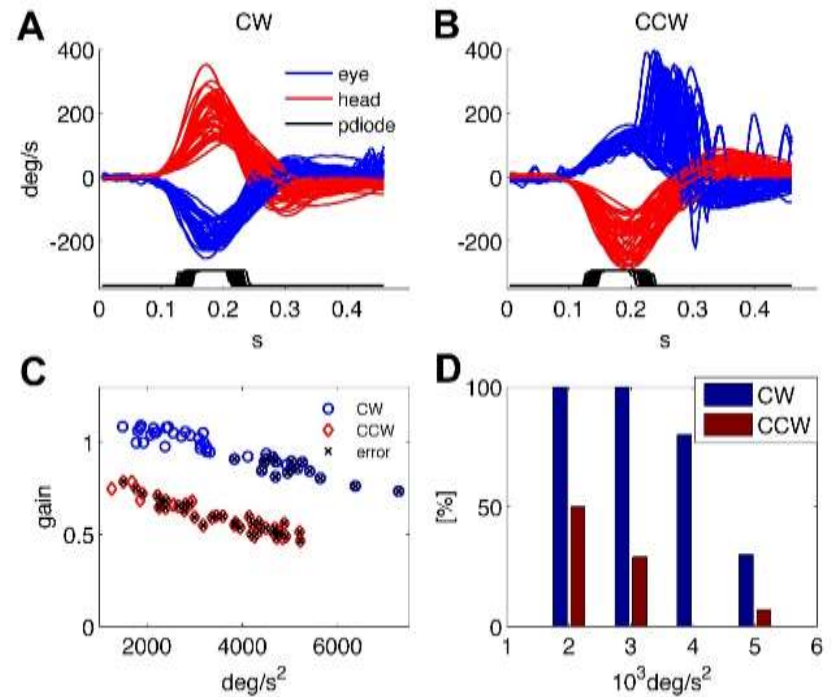 A CW
400
200
0
-200
deg/s
eye
head
pdiode
0 0.1 0.2 0.3 0.4
s
B CCW
400
200
0
-200
0 0.1 0.2 0.3 0.4
s
C
1
0.5
0
gain
CW
CCW
error
2000 4000 6000
deg/s²
D
100
50
0
[%]
CW
CCW
1 2 3 4 5 6
10³deg/s²